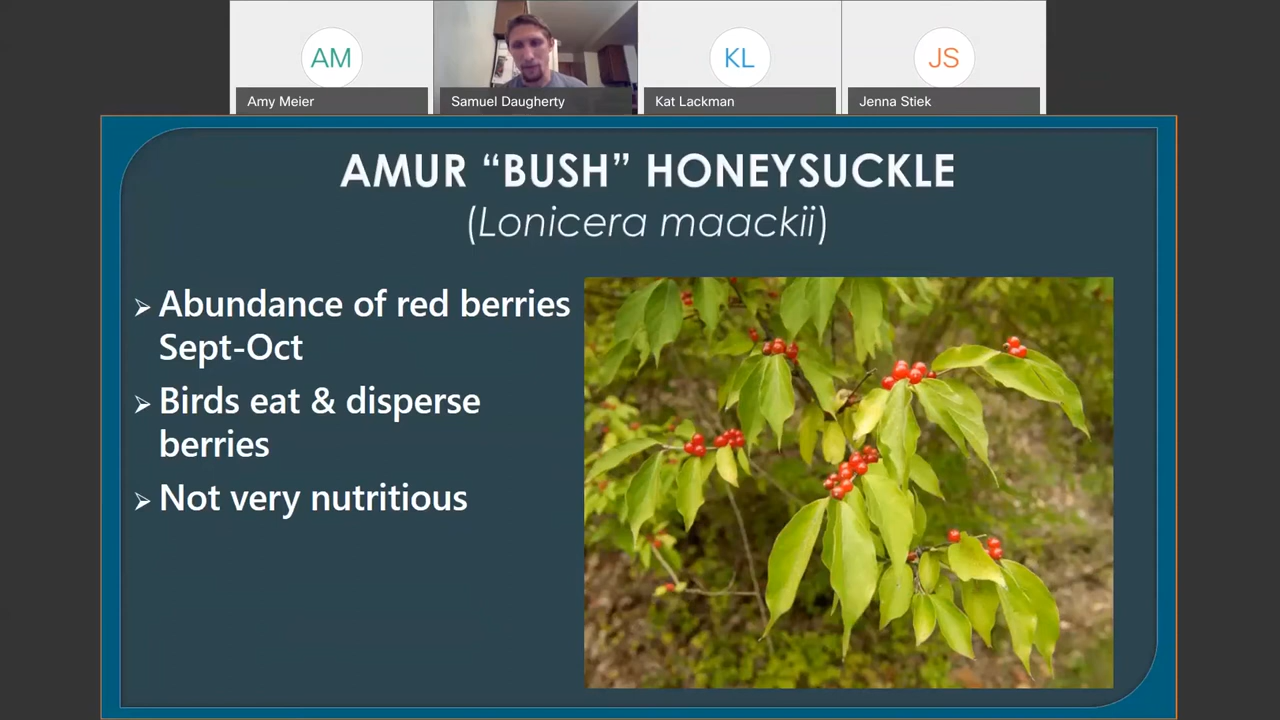 AM
KL
JS
Amy Meier
Samuel Daugherty
Kat Lackman
Jenna Stiek
AMUR “BUSH” HONEYSUCKLE
(Lonicera maackii)
➢ Abundance of red berries
Sept-Oct
➢ Birds eat & disperse
berries
➢ Not very nutritious